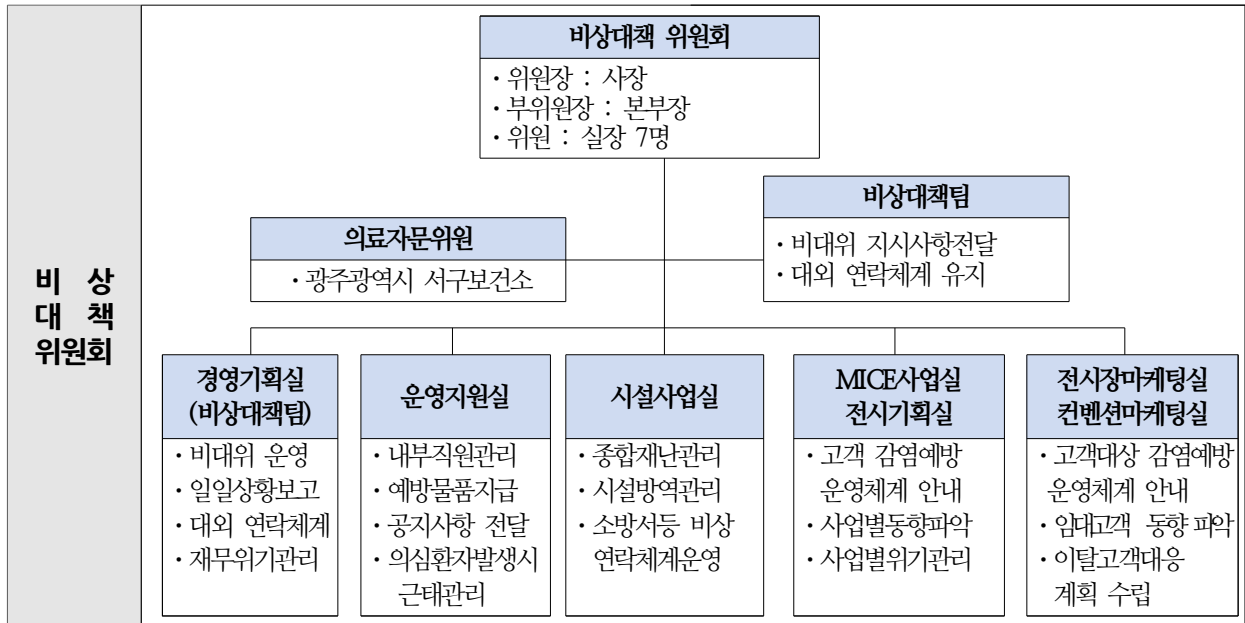 비 상
대 책
위원회
비상대책 위원회
・위원장 : 사장
・부위원장 : 본부장
・위원 : 실장 7명
비상대책팀
・비대위 지시사항전달
・대외 연락체계 유지
의료자문위원
・광주광역시 서구보건소
경영기획실
(비상대책팀)
・비대위 운영
・일일상황보고
・대외 연락체계
・재무위기관리
운영지원실
・내부직원관리
・예방물품지급
・공지사항 전달
・의심환자발생시
근태관리
시설사업실
・종합재난관리
・시설방역관리
・소방서등 비상
연락체계운영
MICE사업실
전시기획실
・고객 감염예방
운영체계 안내
・사업별동향파악
・사업별위기관리
전시장마케팅실
컨벤션마케팅실
・고객대상 감염예방
운영체계 안내
・임대고객 동향 파악
・이탈고객대응
계획 수립